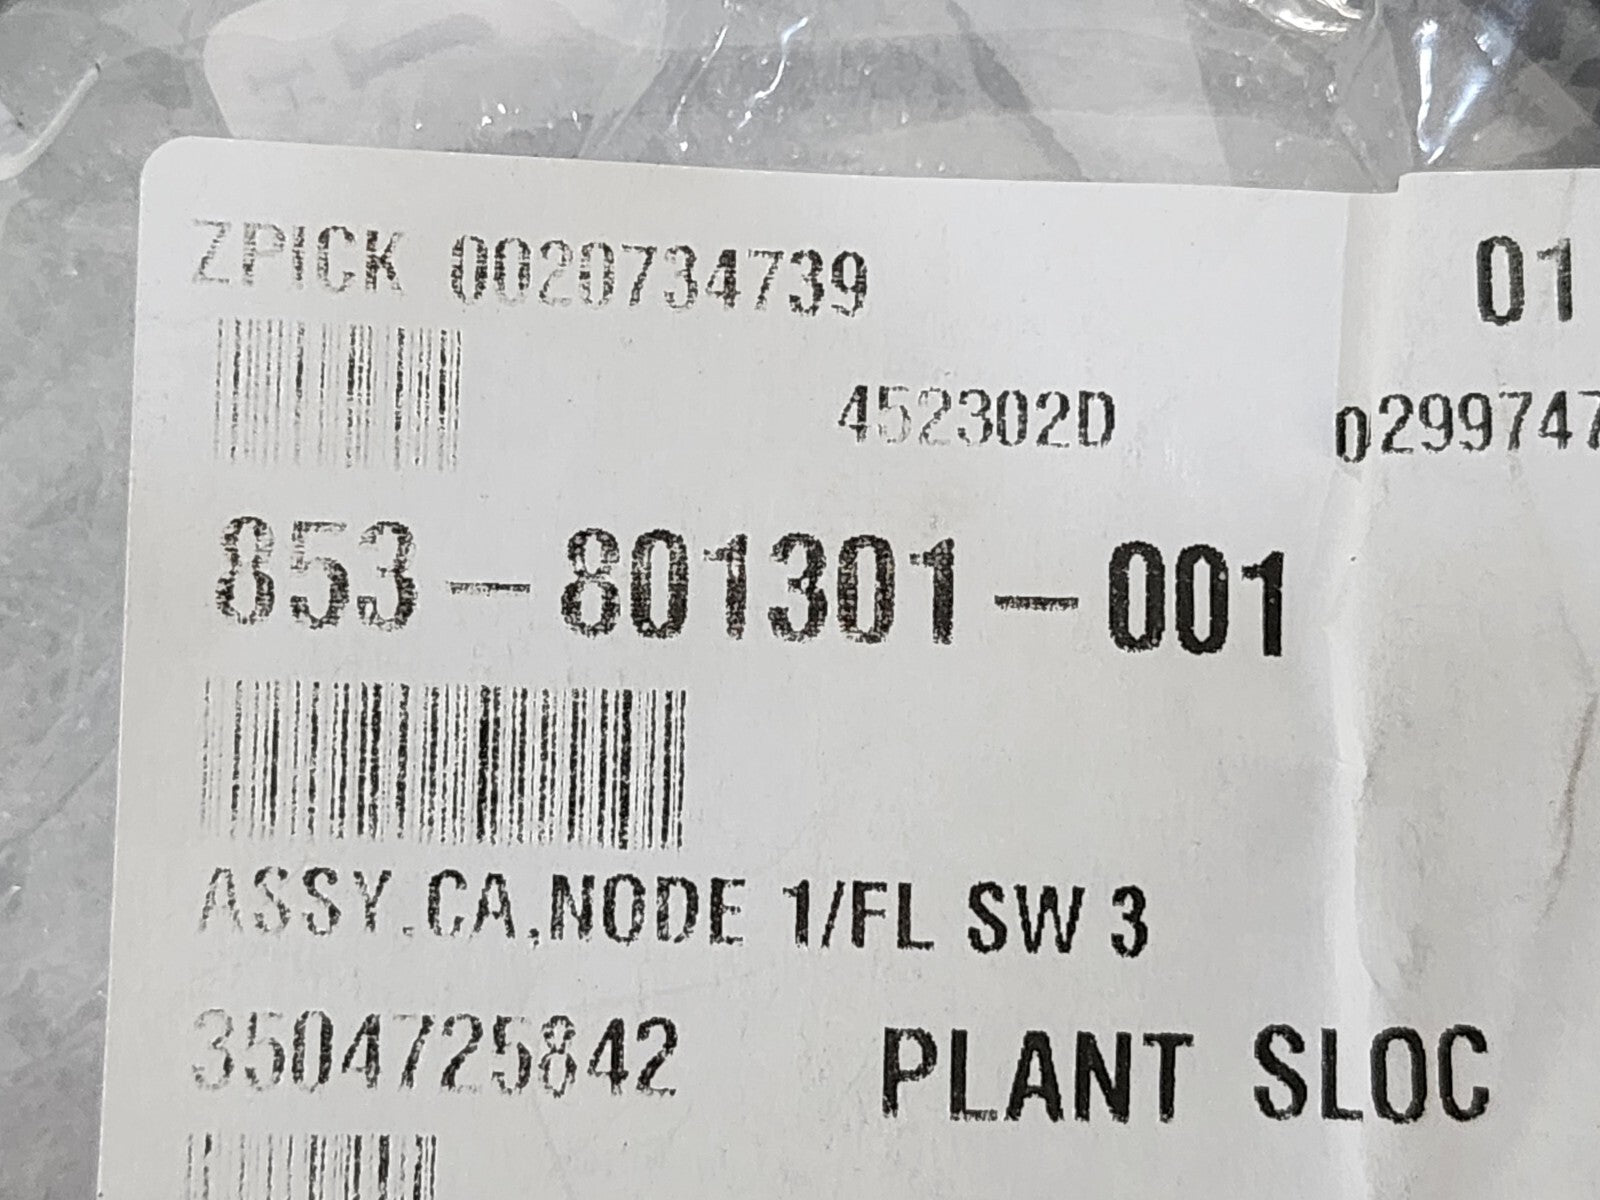 ZPICK 0020734739
01
452302D
0299747
853-801301-001
ASSY,CA,NODE 1/FL SW 3
3504725842
PLANT SLOC